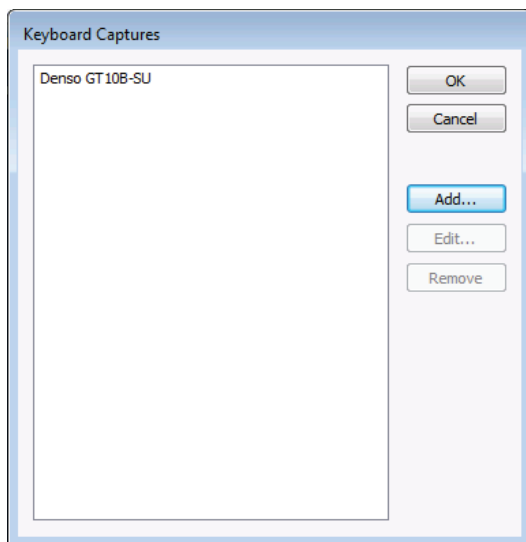 Keyboard Captures
Denso GT10B-SU
OK
Cancel
Add...
Edit...
Remove